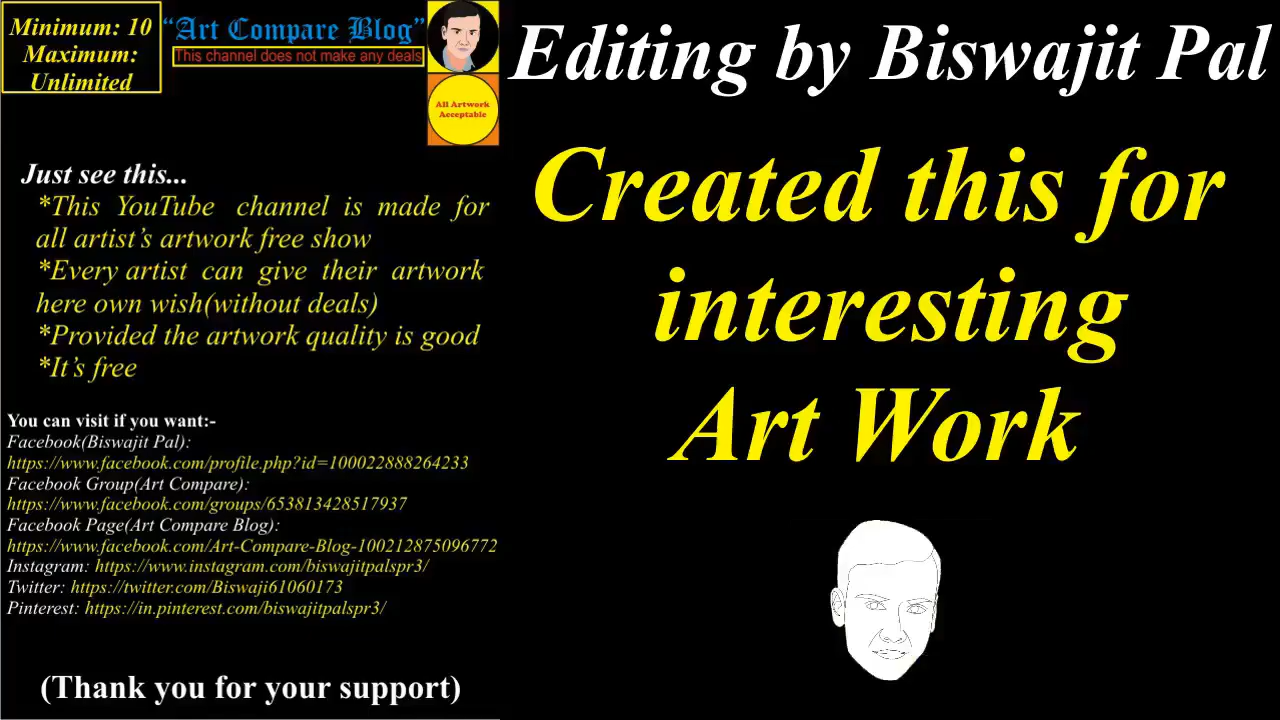 Minimum: 10
Maximum:
Unlimited
“Art Compare Blog”
This channel does not make any deals
All Artwork
Acceptable
Just see this...
*This YouTube channel is made for
all artist’s artwork free show
*Every artist can give their artwork
here own wish(without deals)
*Provided the artwork quality is good
*It’s free
You can visit if you want:-
Facebook(Biswajit Pal):
https://www.facebook.com/profile.php?id=100022888264233
Facebook Group(Art Compare):
https://www.facebook.com/groups/653813428517937
Facebook Page(Art Compare Blog):
https://www.facebook.com/Art-Compare-Blog-100212875096772
Instagram: https://www.instagram.com/biswajitpalspr3/
Twitter: https://twitter.com/Biswaji61060173
Pinterest: https://in.pinterest.com/biswajitpalspr3/
(Thank you for your support)
Editing by Biswajit Pal
Created this for
interesting
Art Work